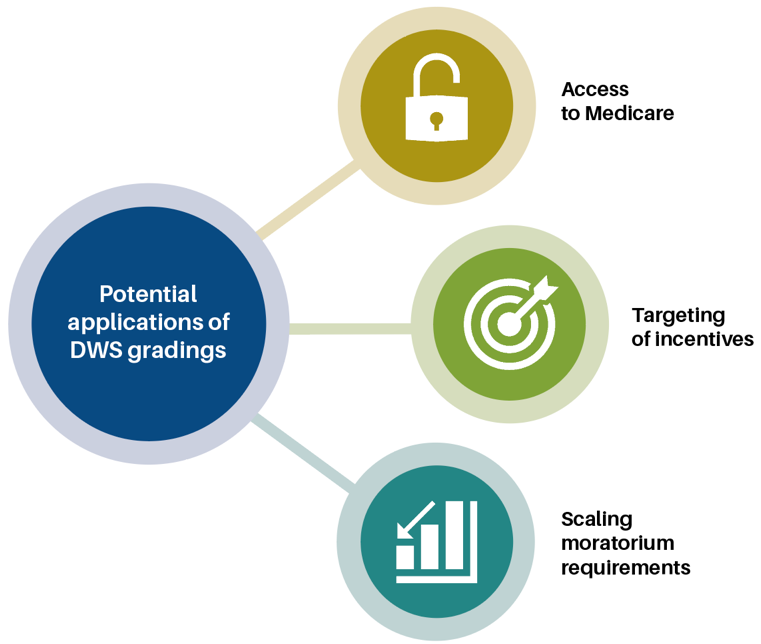 Potential
applications of
DWS gradings
Access
to Medicare
Targeting
of incentives
Scaling
moratorium
requirements